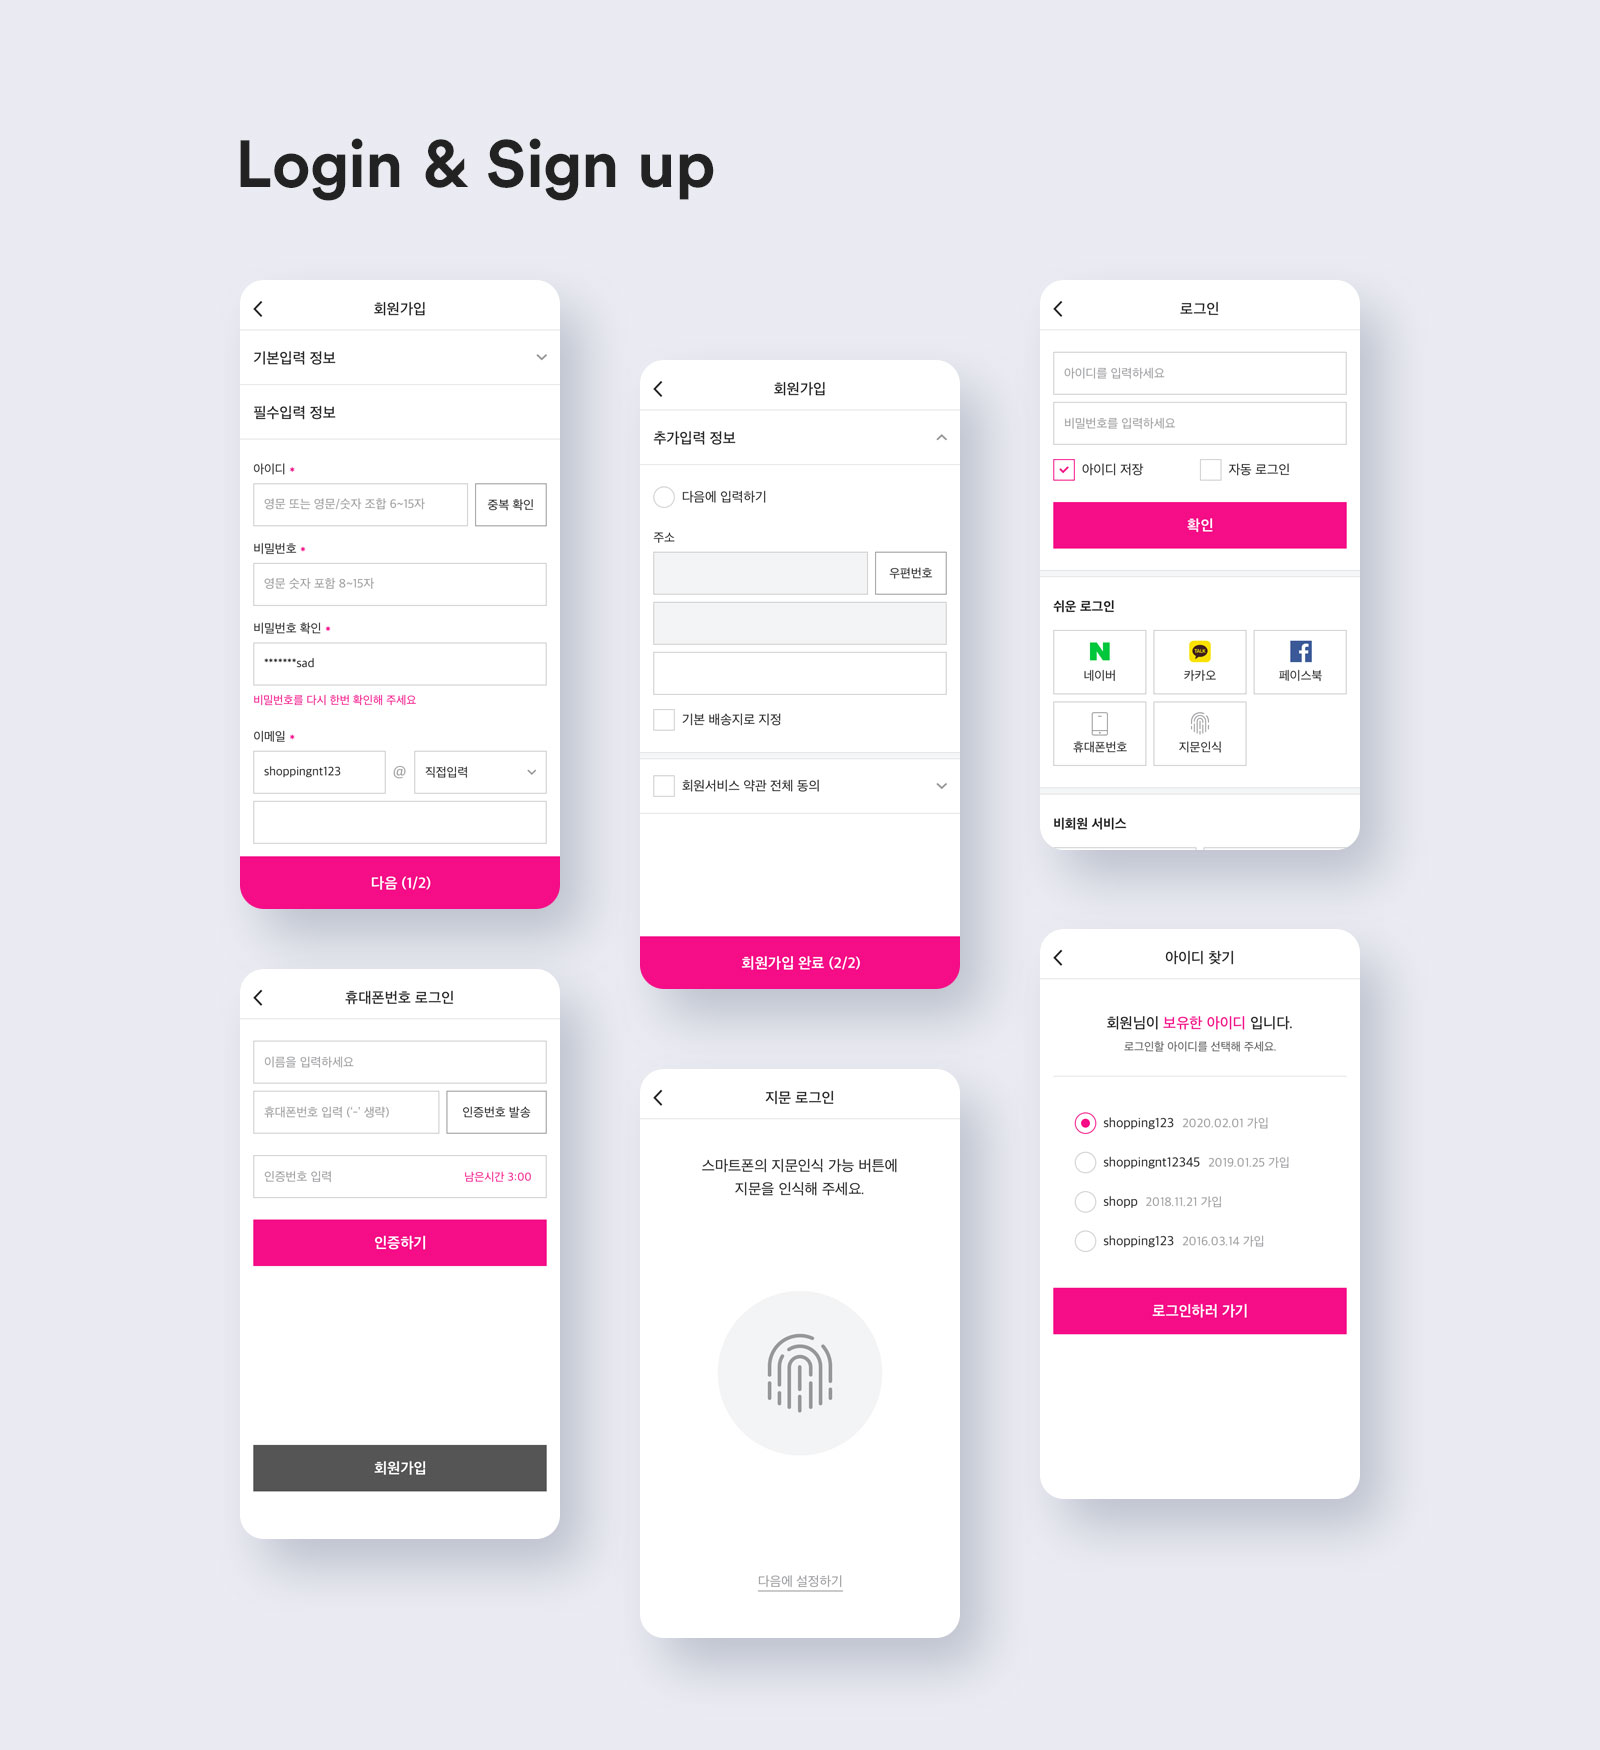 Login & Sign up
회원가입
기본입력 정보
필수입력 정보
아이디 *
영문 또는 영문/숫자 조합 6~15자
중복 확인
비밀번호 *
영문 숫자 포함 8~15자
비밀번호 확인 *
*******sad
비밀번호를 다시 한번 확인해 주세요
이메일 *
shoppingnt123 @ 직접입력
다음 (1/2)
휴대폰번호 로그인
이름을 입력하세요
휴대폰번호 입력 ('-' 생략)
인증번호 발송
인증번호 입력
남은시간 3:00
인증하기
회원가입
회원가입
추가입력 정보
다음에 입력하기
주소
우편번호
기본 배송지로 지정
회원서비스 약관 전체 동의
회원가입 완료 (2/2)
지문 로그인
스마트폰의 지문인식 가능 버튼에
지문을 인식해 주세요.
다음에 설정하기
로그인
아이디를 입력하세요
비밀번호를 입력하세요
아이디 저장
자동 로그인
확인
쉬운 로그인
N
네이버
TALK
카카오
f
페이스북
휴대폰번호
지문인식
비회원 서비스
아이디 찾기
회원님이 보유한 아이디 입니다.
로그인할 아이디를 선택해 주세요.
shopping123 2020.02.01 가입
shoppingnt12345 2019.01.25 가입
shopp 2018.11.21 가입
shopping123 2016.03.14 가입
로그인하러 가기